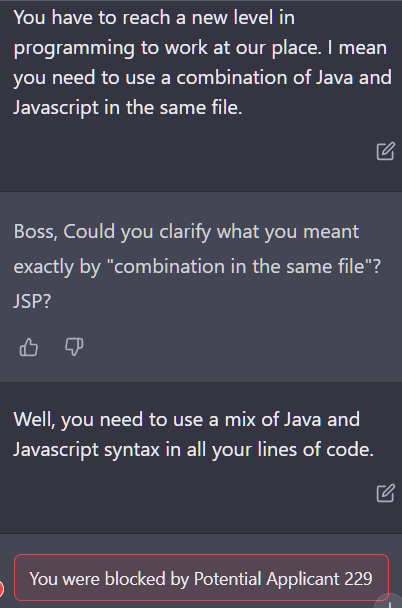 You have to reach a new level in
programming to work at our place. I mean
you need to use a combination of Java and
Javascript in the same file.
Boss, Could you clarify what you meant
exactly by "combination in the same file"?
JSP?
Well, you need to use a mix of Java and
Javascript syntax in all your lines of code.
You were blocked by Potential Applicant 229